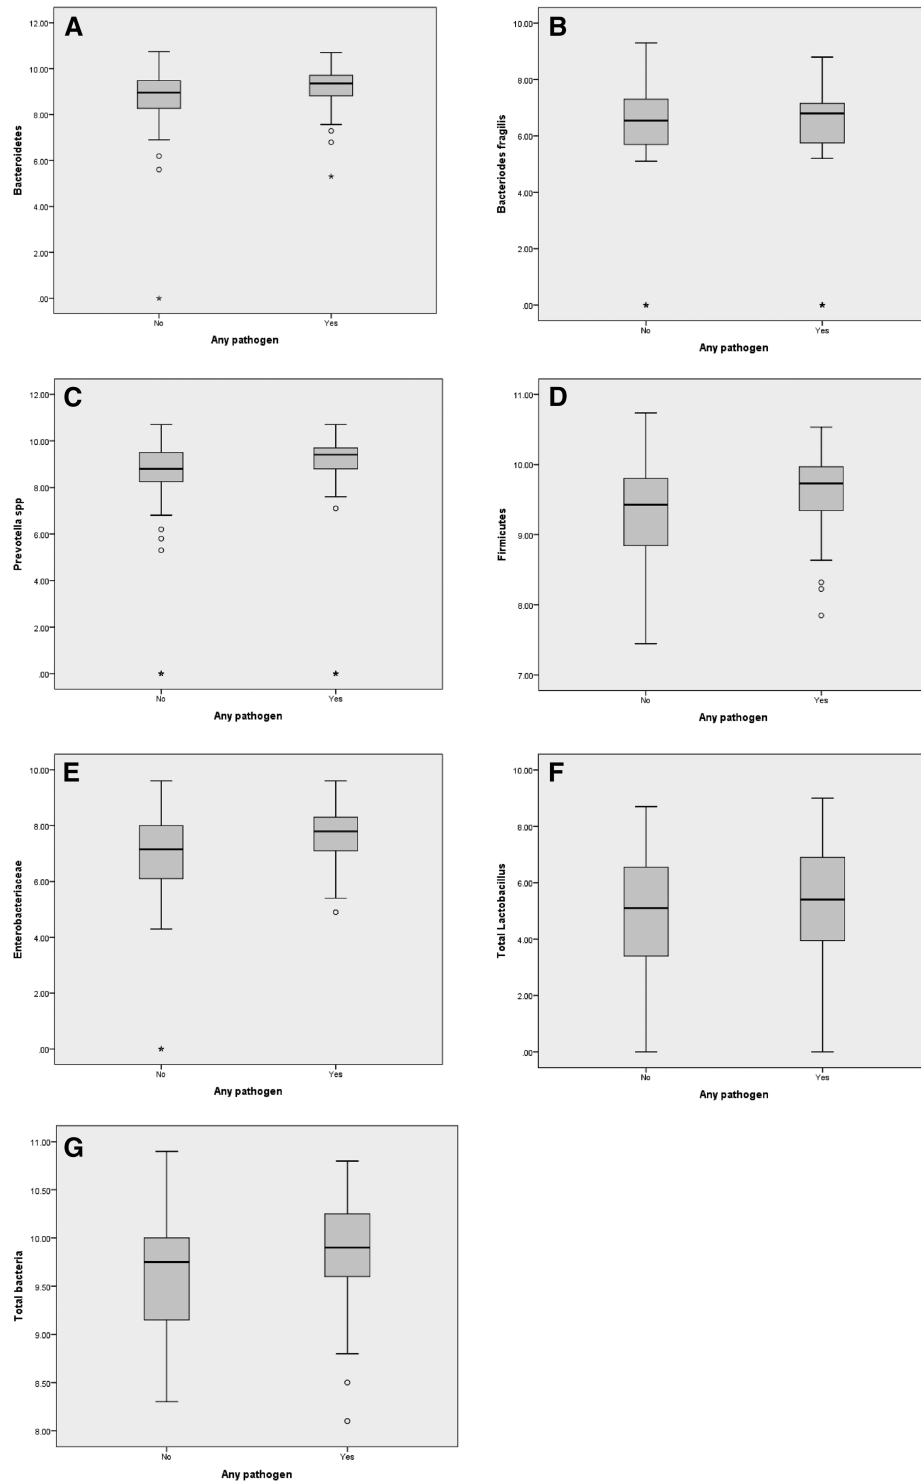 A
12.00
10.00
8.00
6.00
4.00
2.00
.00
Bacteroidetes
No Yes
Any pathogen
B
10.00
8.00
6.00
4.00
2.00
.00
Bacteriodes fragilis
No Yes
Any pathogen
C
12.00
10.00
8.00
6.00
4.00
2.00
.00
Prevotella spp
No Yes
Any pathogen
D
11.00
10.00
9.00
8.00
7.00
Firmicutes
No Yes
Any pathogen
E
10.00
8.00
6.00
4.00
2.00
.00
Enterobacteriaceae
No Yes
Any pathogen
F
10.00
8.00
6.00
4.00
2.00
.00
Total Lactobacillus
No Yes
Any pathogen
G
11.00
10.50
10.00
9.50
9.00
8.50
8.00
Total bacteria
No Yes
Any pathogen